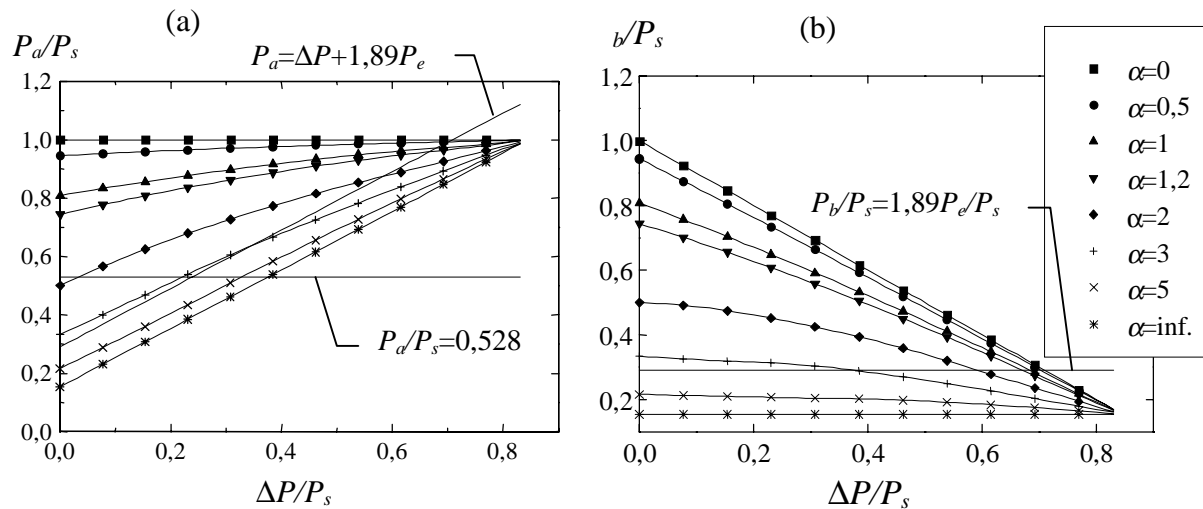 (a)
P_a/P_s
P_a=ΔP+1,89P_e
1,2
1,0
0,8
0,6
0,4
0,2
0,0
P_a/P_s=0,528
0,0 0,2 0,4 0,6 0,8
ΔP/P_s
(b)
_b/P_s
1,2
1,0
0,8
0,6
0,4
0,2
P_b/P_s=1,89P_e/P_s
0,0 0,2 0,4 0,6 0,8
ΔP/P_s
α=0
α=0,5
α=1
α=1,2
α=2
α=3
α=5
α=inf.